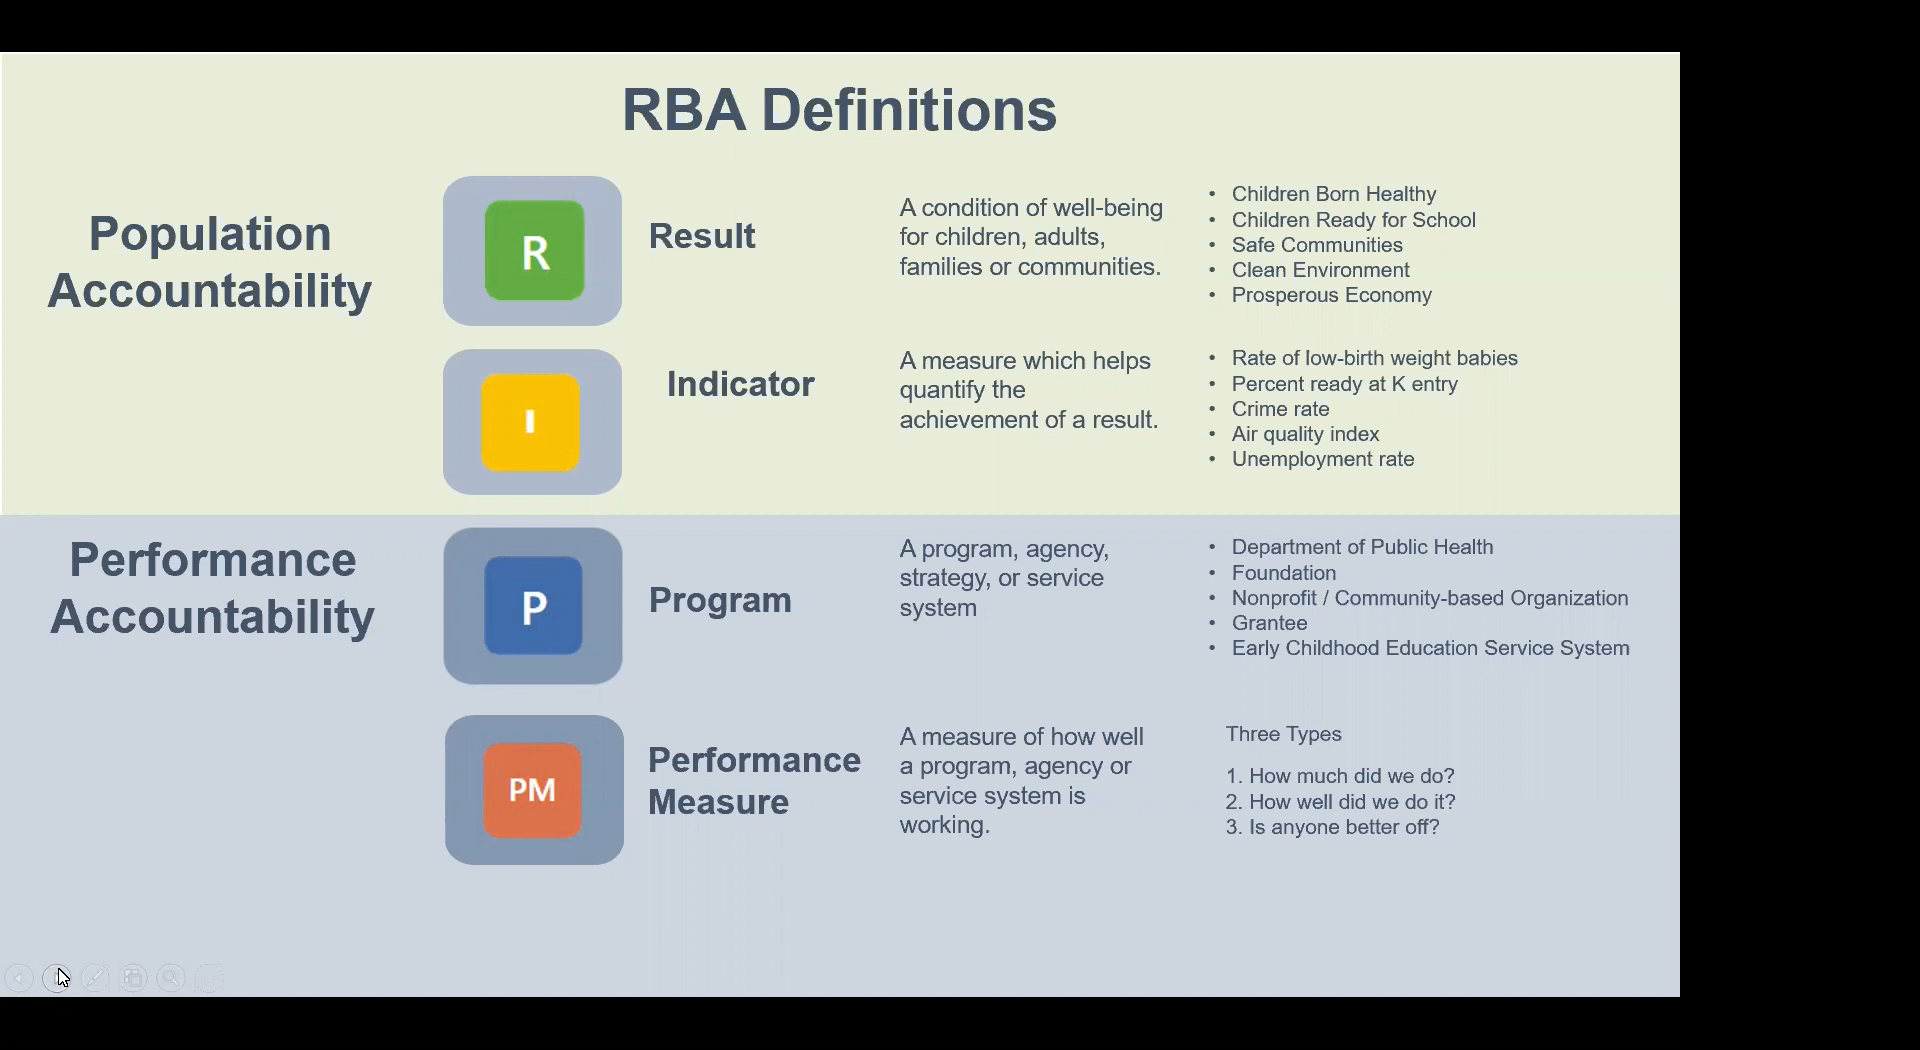 RBA Definitions
Population
Accountability
R
Result
A condition of well-being
for children, adults,
families or communities.
• Children Born Healthy
• Children Ready for School
• Safe Communities
• Clean Environment
• Prosperous Economy
I
Indicator
A measure which helps
quantify the
achievement of a result.
• Rate of low-birth weight babies
• Percent ready at K entry
• Crime rate
• Air quality index
• Unemployment rate
Performance
Accountability
P
Program
A program, agency,
strategy, or service
system
• Department of Public Health
• Foundation
• Nonprofit / Community-based Organization
• Grantee
• Early Childhood Education Service System
PM
Performance
Measure
A measure of how well
a program, agency or
service system is
working.
Three Types
1. How much did we do?
2. How well did we do it?
3. Is anyone better off?